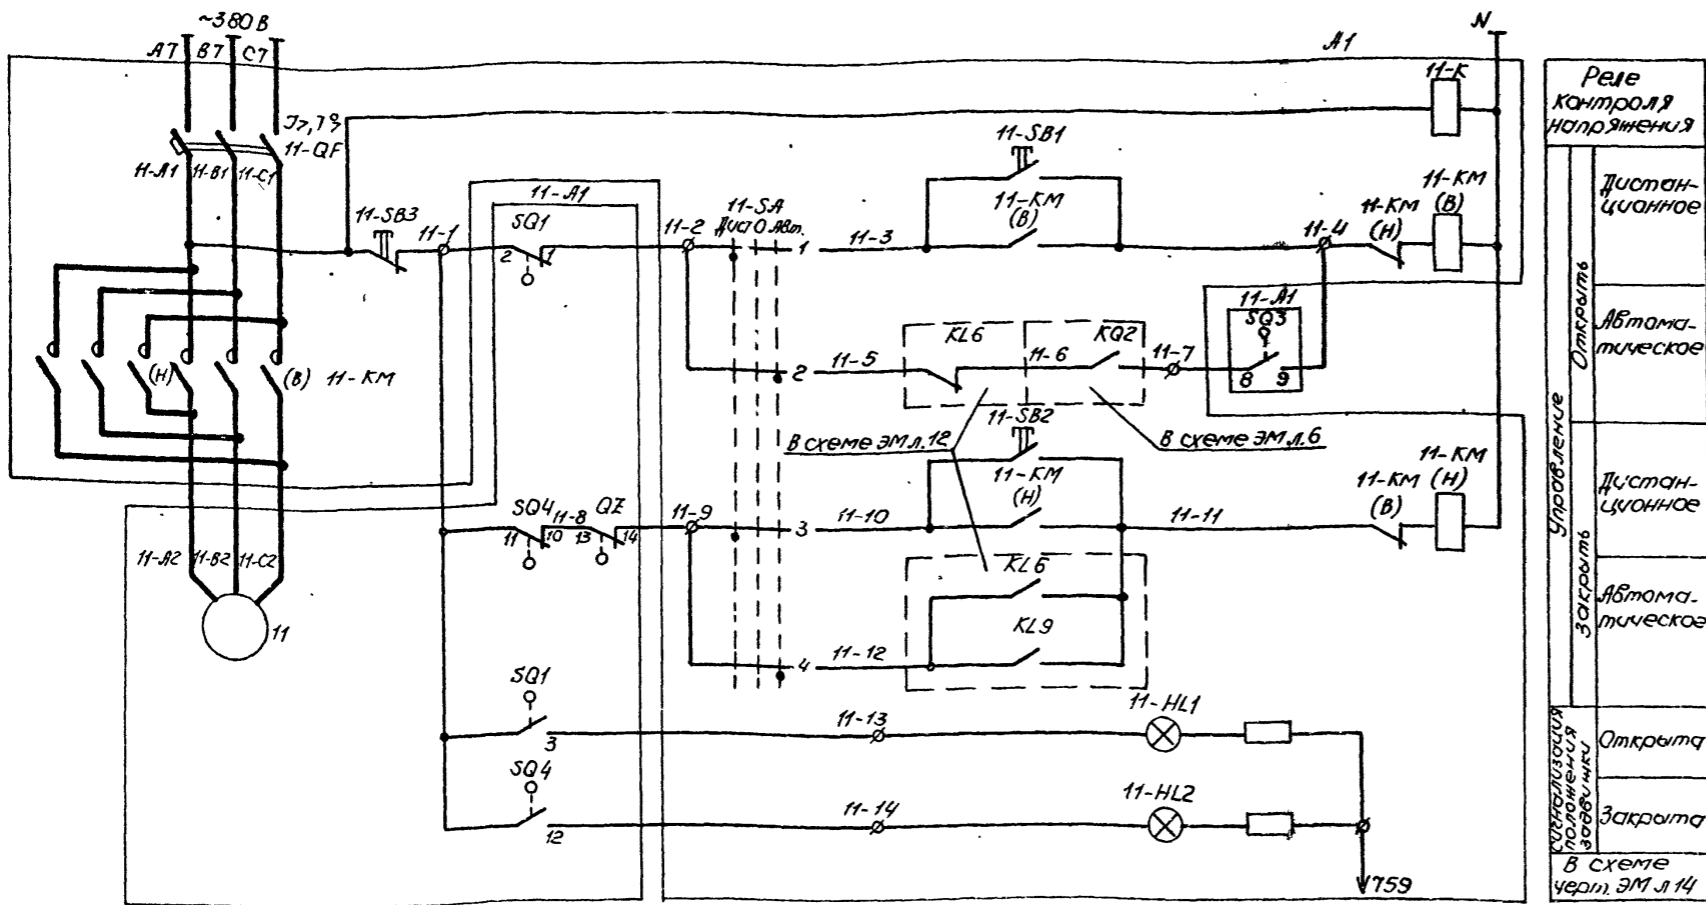 ~380 В
А7 В7 С7
N
А1
11-К
J>,T>
11-QF
11-А1 11-В1 11-С1
11-SB3
11-1
11-А1
SQ1
2 1
11-2
11-SA
Дист О Авт.
1
11-3
11-SB1
11-КМ
(В)
11-4
11-КМ
(Н)
11-КМ
(В)
(Н)
(В)
11-КМ
2
11-5
KL6
11-6
KQ2
11-7
11-А1
SQ3
8 9
В схеме ЭМ л.12
В схеме ЭМ л.6
11-SB2
11-КМ
(Н)
SQ4
11 10
11-8
QZ
13 14
11-9
3
11-10
11-11
11-КМ
(В)
11-КМ
(Н)
11-А2 11-В2 11-С2
11
KL6
KL9
4
11-12
SQ1
3
11-13
11-HL1
SQ4
12
11-14
11-HL2
759
Реле
контроля
напряжения
Управление
Открыть
Дистан-
ционное
Автома-
тическое
Закрыть
Дистан-
ционное
Автома-
тическое
Сигнализация
положения
задвижки
Открыта
Закрыта
В схеме
черт. ЭМ л 14